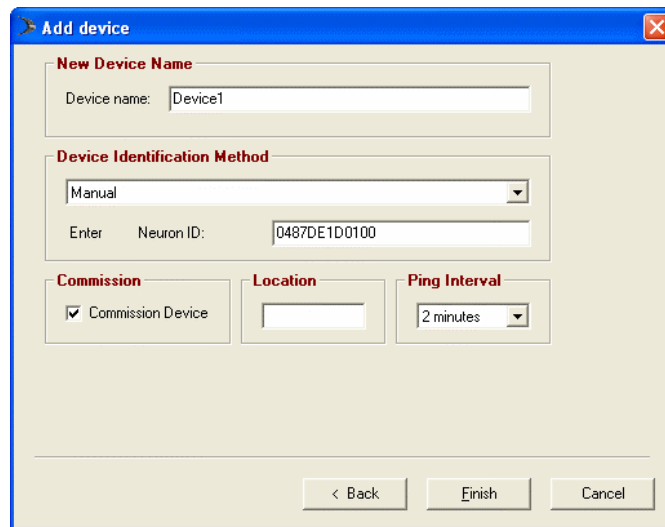 Add device
New Device Name
Device name: Device1
Device Identification Method
Manual
Enter Neuron ID: 0487DE1D0100
Commission Location Ping Interval
Commission Device 2 minutes
< Back Finish Cancel